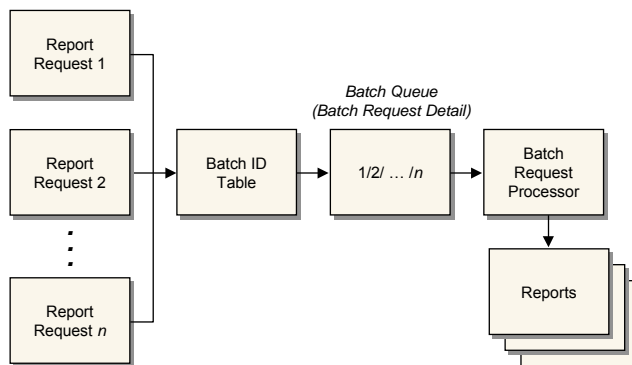 Report
Request 1
Batch Queue
(Batch Request Detail)
Report
Request 2
Batch ID
Table
1/2/ … /n
Batch
Request
Processor
Report
Request n
Reports